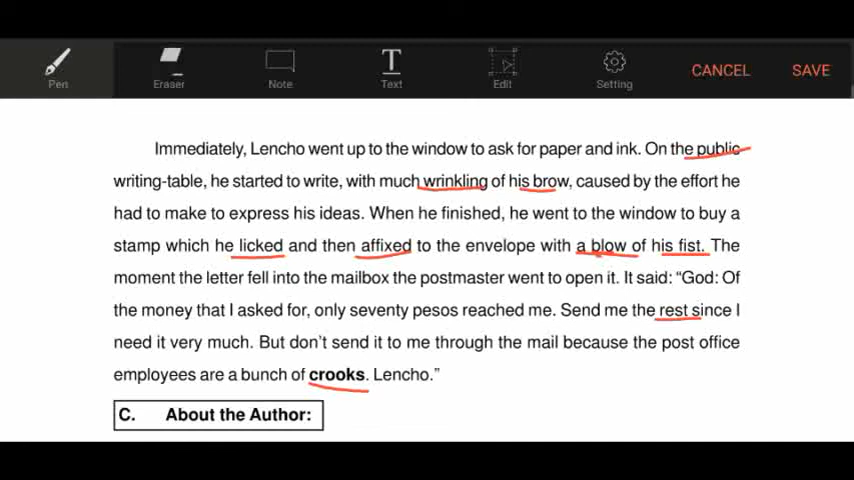 Pen Eraser Note Text Edit Setting CANCEL SAVE
Immediately, Lencho went up to the window to ask for paper and ink. On the public
writing-table, he started to write, with much wrinkling of his brow, caused by the effort he
had to make to express his ideas. When he finished, he went to the window to buy a
stamp which he licked and then affixed to the envelope with a blow of his fist. The
moment the letter fell into the mailbox the postmaster went to open it. It said: “God: Of
the money that I asked for, only seventy pesos reached me. Send me the rest since I
need it very much. But don’t send it to me through the mail because the post office
employees are a bunch of crooks. Lencho.”
C. About the Author: